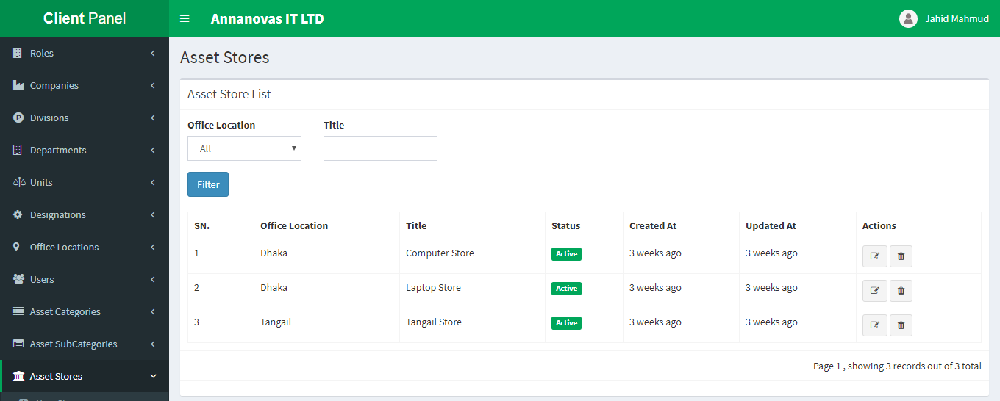 Client Panel
Annanovas IT LTD
Jahid Mahmud
Roles
Companies
Divisions
Departments
Units
Designations
Office Locations
Users
Asset Categories
Asset SubCategories
Asset Stores
Asset Stores
Asset Store List
Office Location Title
All
Filter
SN. Office Location Title Status Created At Updated At Actions
1 Dhaka Computer Store Active 3 weeks ago 3 weeks ago
2 Dhaka Laptop Store Active 3 weeks ago 3 weeks ago
3 Tangail Tangail Store Active 3 weeks ago 3 weeks ago
Page 1 , showing 3 records out of 3 total